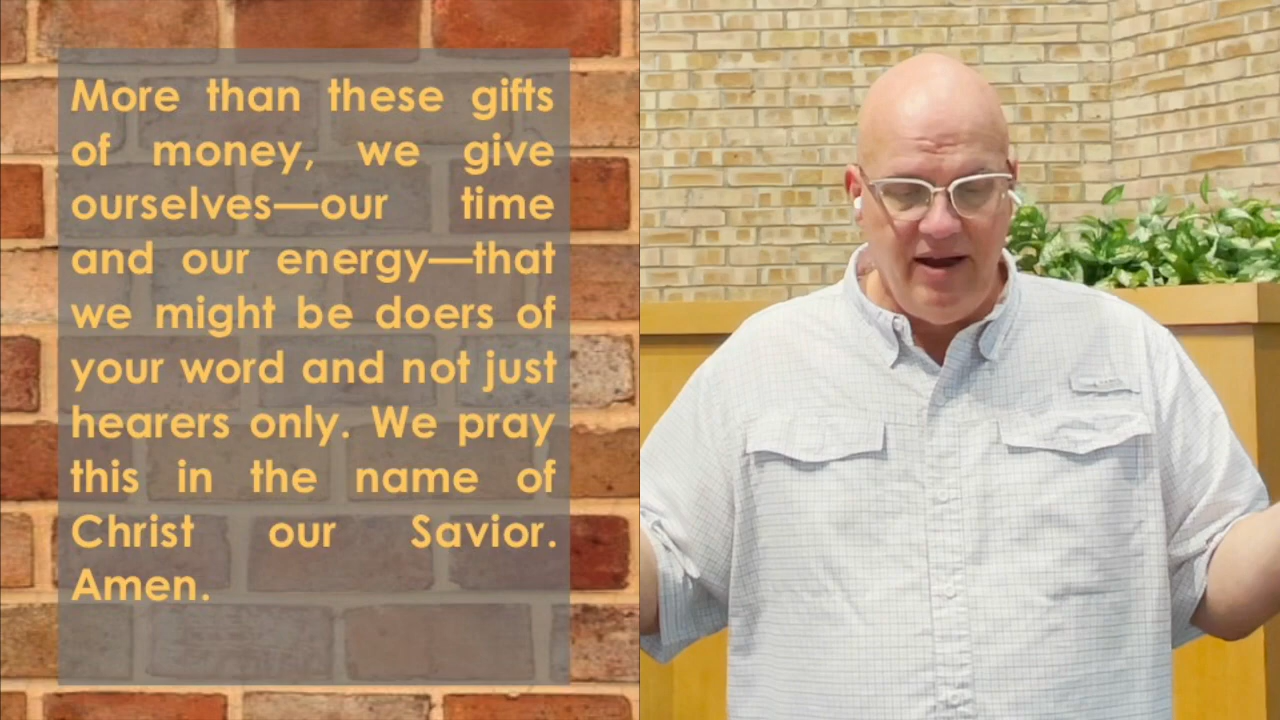 More than these gifts
of money, we give
ourselves—our time
and our energy—that
we might be doers of
your word and not just
hearers only. We pray
this in the name of
Christ our Savior.
Amen.